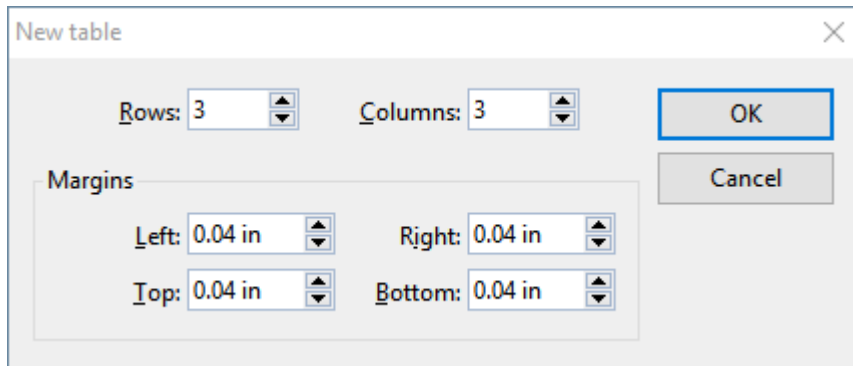 New table
Rows: 3 Columns: 3 OK
Cancel
Margins
Left: 0.04 in Right: 0.04 in
Top: 0.04 in Bottom: 0.04 in